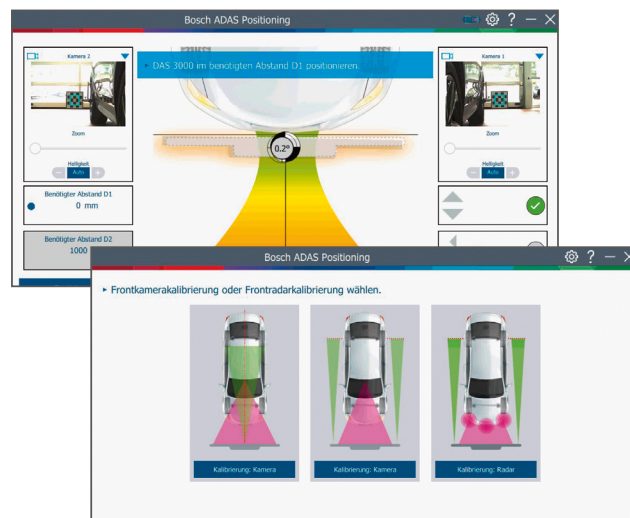 Bosch ADAS Positioning
?
Kamera 2
Zoom
Helligkeit
Auto
Benötigter Abstand D1
0 mm
Benötigter Abstand D2
1000
DAS 3000 im benötigten Abstand D1 positionieren.
0.2°
Kamera 1
Zoom
Helligkeit
Auto
Bosch ADAS Positioning
?
Frontkamerakalibrierung oder Frontradarkalibrierung wählen.
Kalibrierung: Kamera
Kalibrierung: Kamera
Kalibrierung: Radar